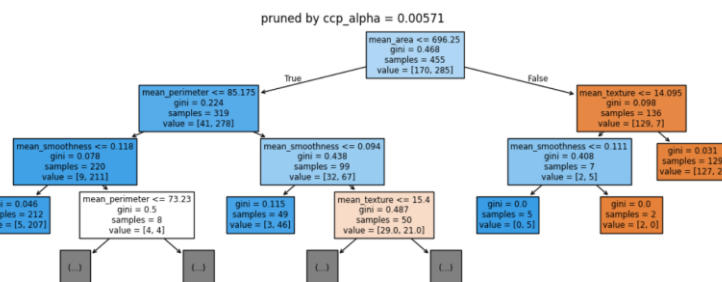 pruned by ccp_alpha = 0.00571
mean_area <= 696.25
gini = 0.468
samples = 455
value = [170, 285]
True
False
mean_perimeter <= 85.175
gini = 0.224
samples = 319
value = [41, 278]
mean_texture <= 14.095
gini = 0.098
samples = 136
value = [129, 7]
mean_smoothness <= 0.118
gini = 0.078
samples = 220
value = [9, 211]
mean_smoothness <= 0.094
gini = 0.438
samples = 99
value = [32, 67]
mean_smoothness <= 0.111
gini = 0.408
samples = 7
value = [2, 5]
gini = 0.031
samples = 129
value = [127, 2
= 0.046
= 212
= [5, 207]
mean_perimeter <= 73.23
gini = 0.5
samples = 8
value = [4, 4]
gini = 0.115
samples = 49
value = [3, 46]
mean_texture <= 15.4
gini = 0.487
samples = 50
value = [29.0, 21.0]
gini = 0.0
samples = 5
value = [0, 5]
gini = 0.0
samples = 2
value = [2, 0]
(...)
(...)
(...)
(...)